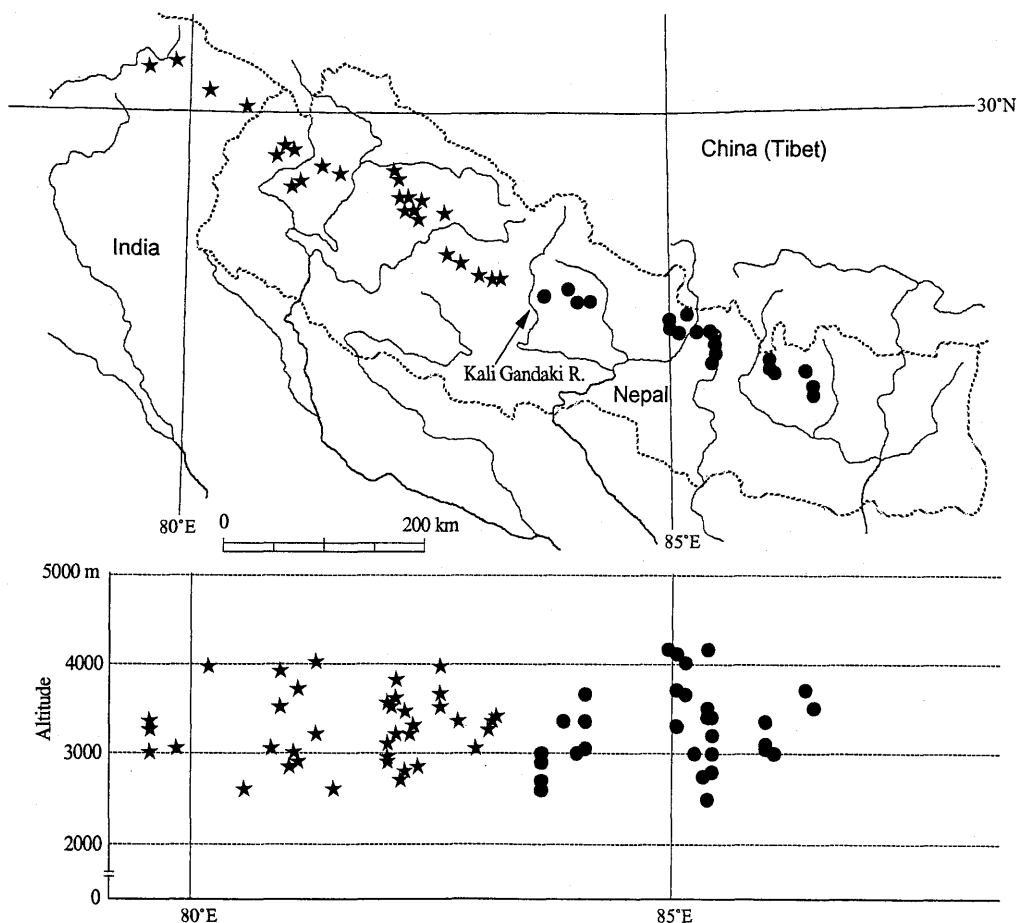 30°N
China (Tibet)
India
Kali Gandaki R.
Nepal
80°E
0
200 km
85°E
5000 m
4000
3000
2000
0
Altitude
80°E
85°E